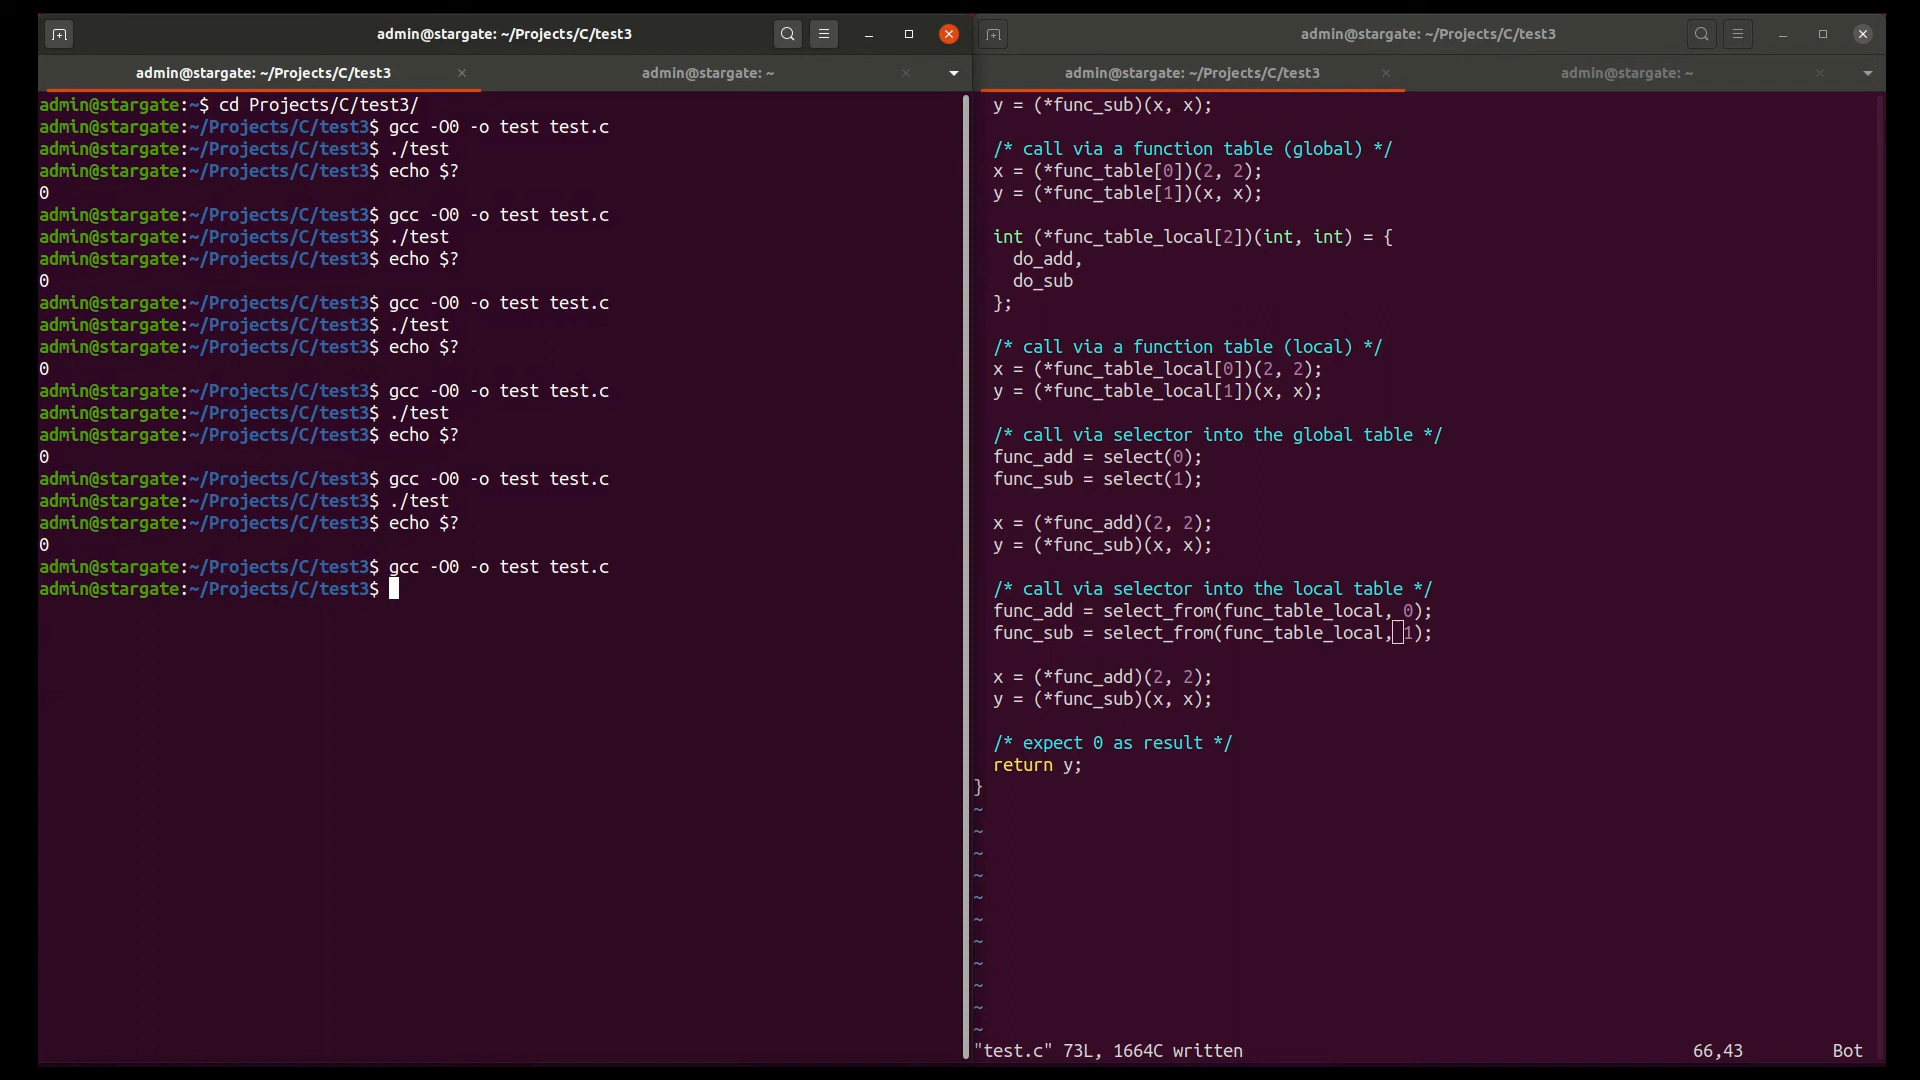 admin@stargate: ~/Projects/C/test3
admin@stargate: ~/Projects/C/test3
admin@stargate: ~
admin@stargate:~$ cd Projects/C/test3/
admin@stargate:~/Projects/C/test3$ gcc -O0 -o test test.c
admin@stargate:~/Projects/C/test3$ ./test
admin@stargate:~/Projects/C/test3$ echo $?
0
admin@stargate:~/Projects/C/test3$ gcc -O0 -o test test.c
admin@stargate:~/Projects/C/test3$ ./test
admin@stargate:~/Projects/C/test3$ echo $?
0
admin@stargate:~/Projects/C/test3$ gcc -O0 -o test test.c
admin@stargate:~/Projects/C/test3$ ./test
admin@stargate:~/Projects/C/test3$ echo $?
0
admin@stargate:~/Projects/C/test3$ gcc -O0 -o test test.c
admin@stargate:~/Projects/C/test3$ ./test
admin@stargate:~/Projects/C/test3$ echo $?
0
admin@stargate:~/Projects/C/test3$ gcc -O0 -o test test.c
admin@stargate:~/Projects/C/test3$ ./test
admin@stargate:~/Projects/C/test3$ echo $?
0
admin@stargate:~/Projects/C/test3$ gcc -O0 -o test test.c
admin@stargate:~/Projects/C/test3$
admin@stargate: ~/Projects/C/test3
admin@stargate: ~/Projects/C/test3
admin@stargate: ~
y = (*func_sub)(x, x);
/* call via a function table (global) */
x = (*func_table[0])(2, 2);
y = (*func_table[1])(x, x);
int (*func_table_local[2])(int, int) = {
do_add,
do_sub
};
/* call via a function table (local) */
x = (*func_table_local[0])(2, 2);
y = (*func_table_local[1])(x, x);
/* call via selector into the global table */
func_add = select(0);
func_sub = select(1);
x = (*func_add)(2, 2);
y = (*func_sub)(x, x);
/* call via selector into the local table */
func_add = select_from(func_table_local, 0);
func_sub = select_from(func_table_local, 1);
x = (*func_add)(2, 2);
y = (*func_sub)(x, x);
/* expect 0 as result */
return y;
}
~
~
~
~
~
~
~
~
~
~
~
"test.c" 73L, 1664C written 66,43 Bot